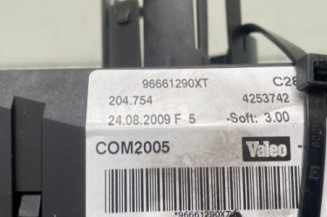 96661290XT C28
204.754 4253742
24.08.2009 F 5 -Soft: 3.00
COM2005 Valeo
*96661290XT